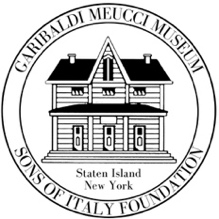 GARIBALDI MEUCCI MUSEUM
Staten Island
New York
SONS OF ITALY FOUNDATION